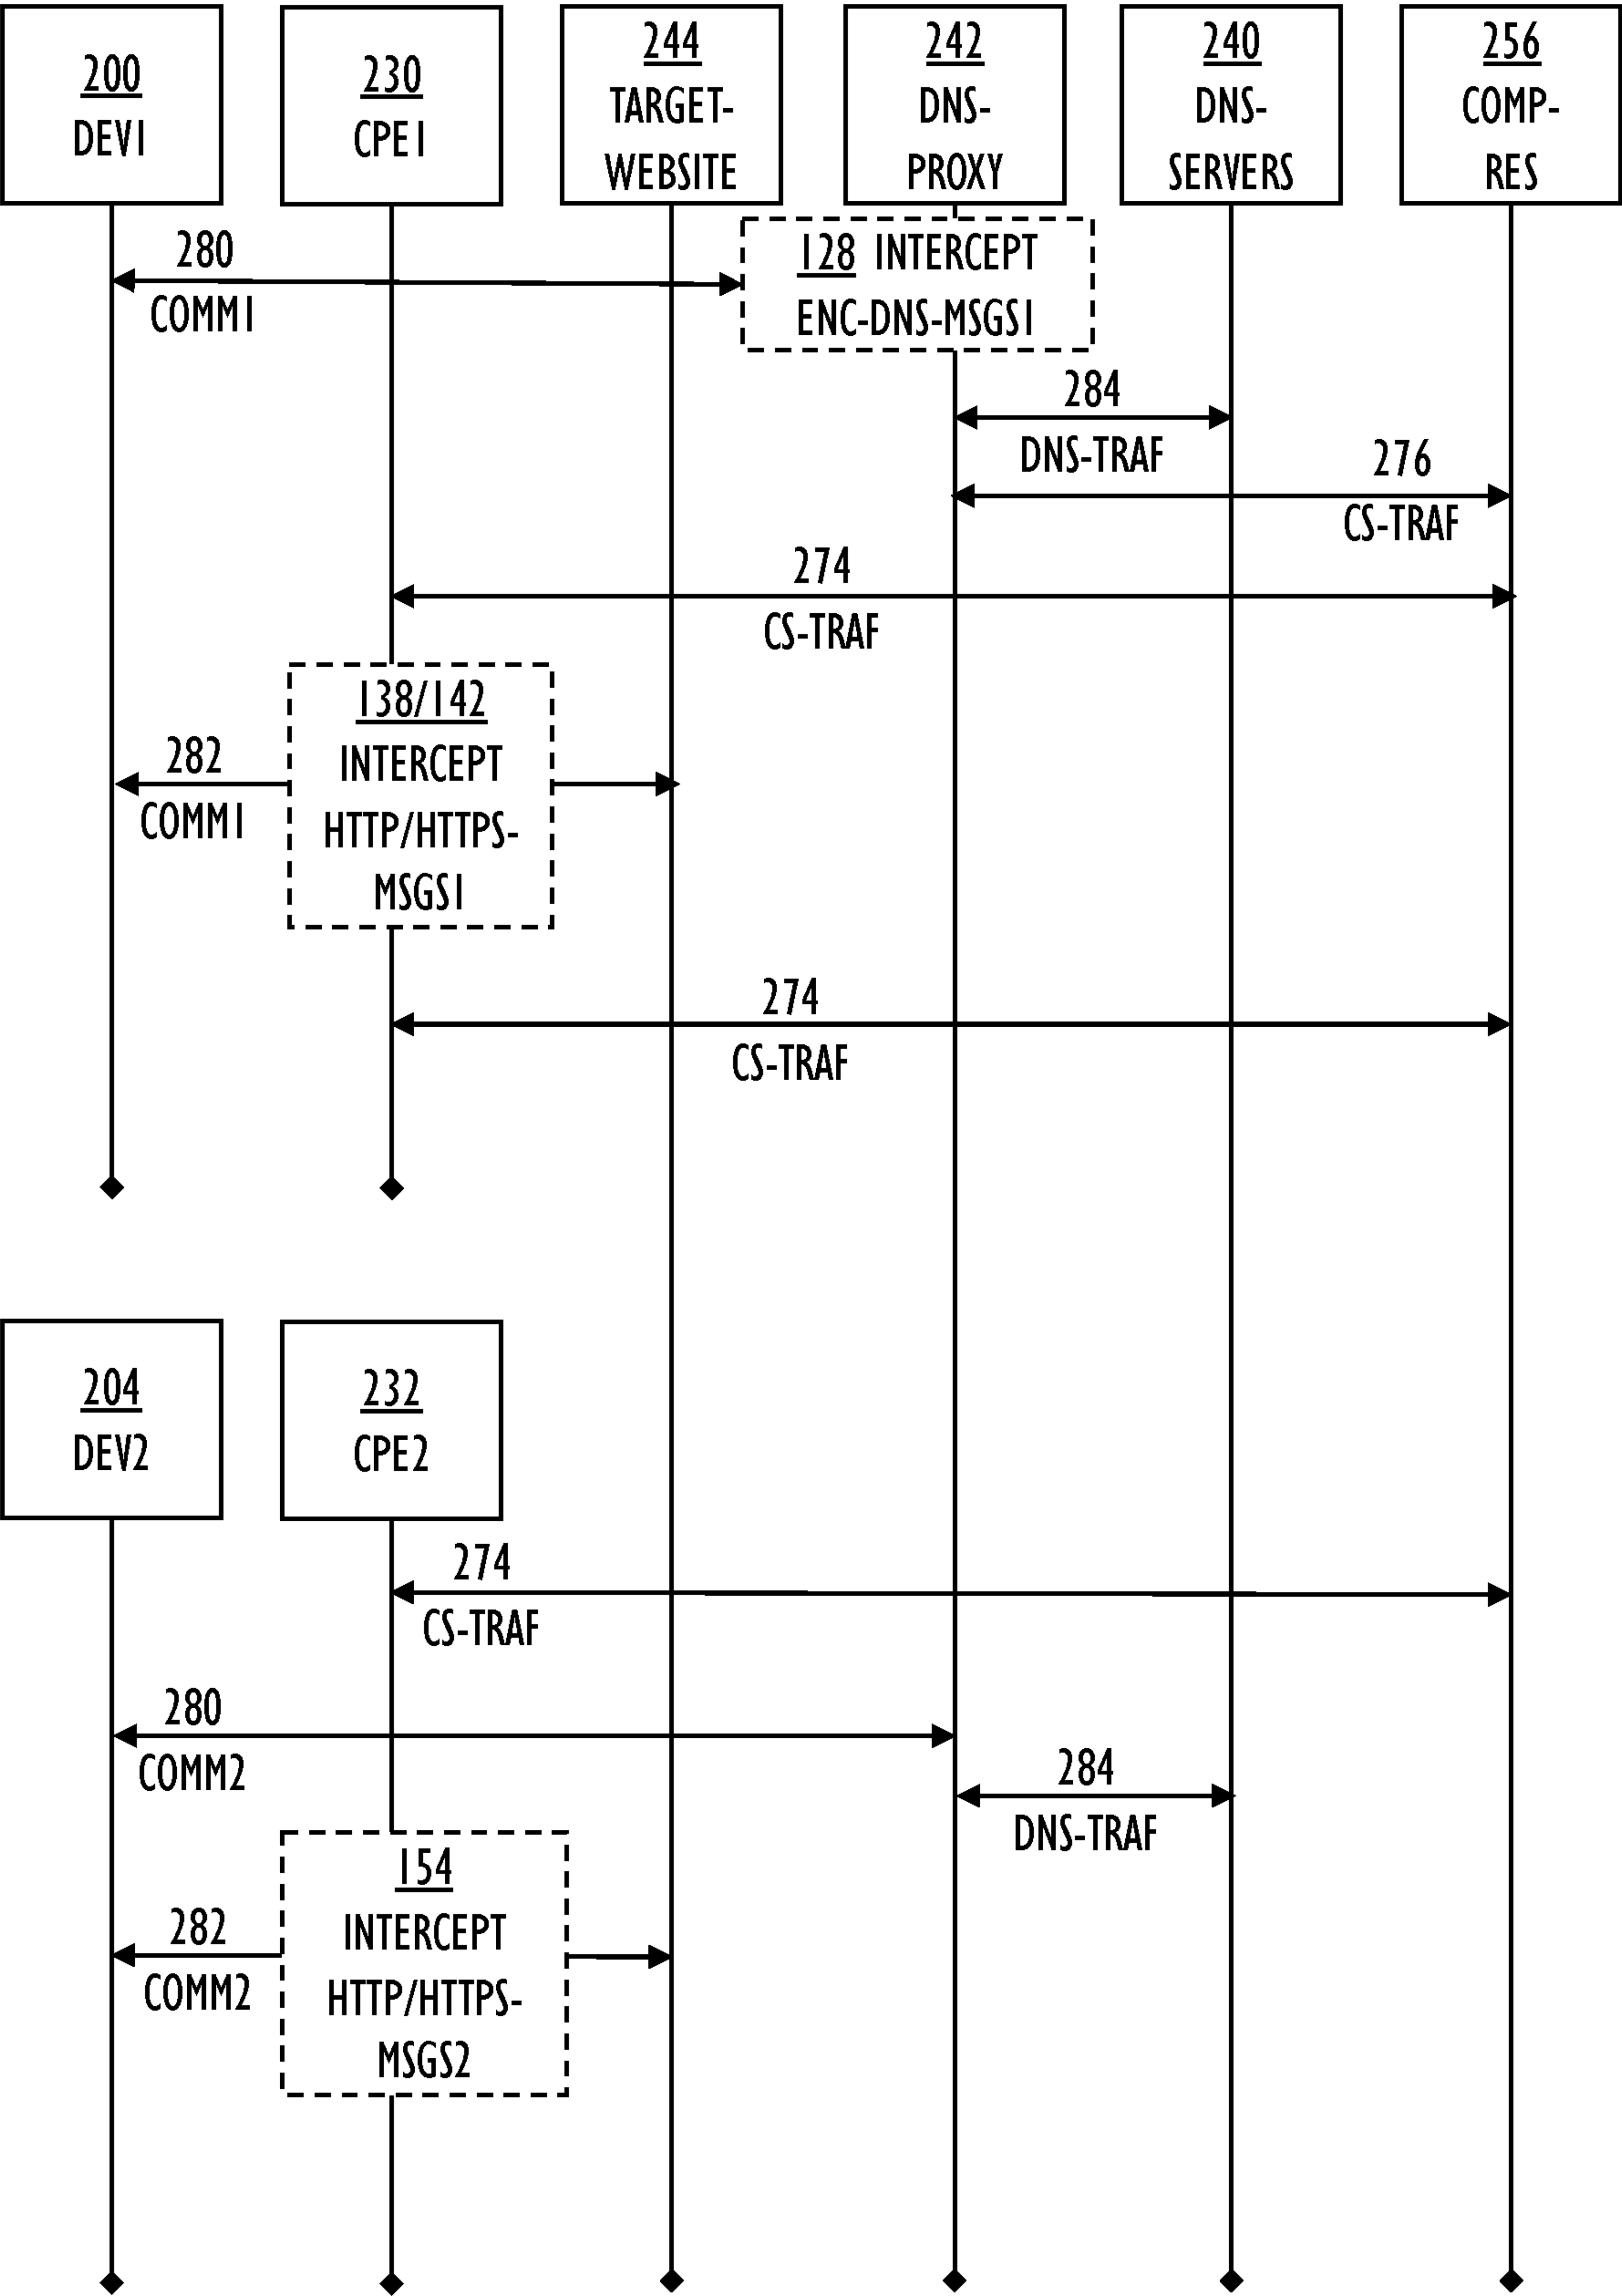 200
DEV1
230
CPE1
244
TARGET-
WEBSITE
242
DNS-
PROXY
240
DNS-
SERVERS
256
COMP-
RES
280
COMM1
128 INTERCEPT
ENC-DNS-MSGS1
284
DNS-TRAF
276
CS-TRAF
274
CS-TRAF
138/142
INTERCEPT
HTTP/HTTPS-
MSGS1
282
COMM1
274
CS-TRAF
204
DEV2
232
CPE2
274
CS-TRAF
280
COMM2
284
DNS-TRAF
154
INTERCEPT
HTTP/HTTPS-
MSGS2
282
COMM2